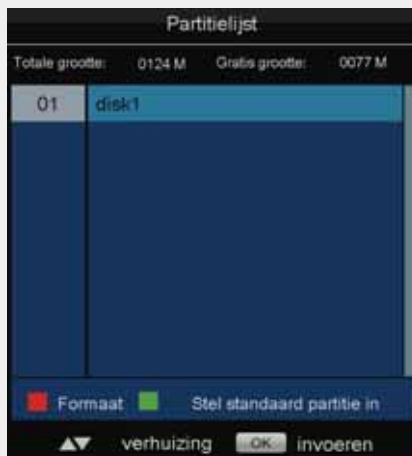 Partitielijst
Totale grootte: 0124 M Gratis grootte: 0077 M
01 disk1
Formaat Stel standaard partitie in
verhuizing OK invoeren